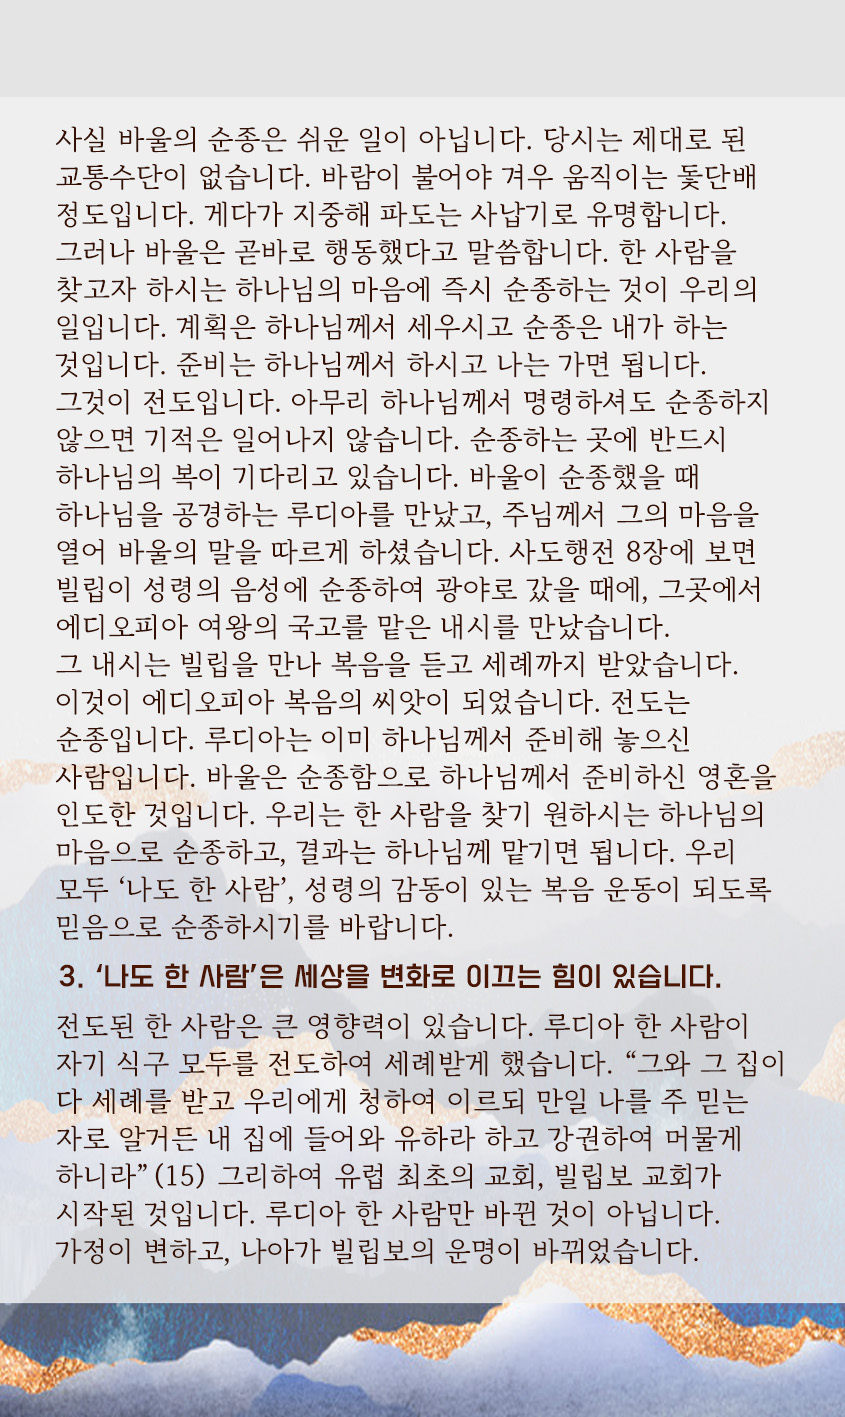 사실 바울의 순종은 쉬운 일이 아닙니다. 당시는 제대로 된
교통수단이 없습니다. 바람이 불어야 겨우 움직이는 돛단배
정도입니다. 게다가 지중해 파도는 사납기로 유명합니다.
그러나 바울은 곧바로 행동했다고 말씀합니다. 한 사람을
찾고자 하시는 하나님의 마음에 즉시 순종하는 것이 우리의
일입니다. 계획은 하나님께서 세우시고 순종은 내가 하는
것입니다. 준비는 하나님께서 하시고 나는 가면 됩니다.
그것이 전도입니다. 아무리 하나님께서 명령하셔도 순종하지
않으면 기적은 일어나지 않습니다. 순종하는 곳에 반드시
하나님의 복이 기다리고 있습니다. 바울이 순종했을 때
하나님을 공경하는 루디아를 만났고, 주님께서 그의 마음을
열어 바울의 말을 따르게 하셨습니다. 사도행전 8장에 보면
빌립이 성령의 음성에 순종하여 광야로 갔을 때에, 그곳에서
에디오피아 여왕의 국고를 맡은 내시를 만났습니다.
그 내시는 빌립을 만나 복음을 듣고 세례까지 받았습니다.
이것이 에디오피아 복음의 씨앗이 되었습니다. 전도는
순종입니다. 루디아는 이미 하나님께서 준비해 놓으신
사람입니다. 바울은 순종함으로 하나님께서 준비하신 영혼을
인도한 것입니다. 우리는 한 사람을 찾기 원하시는 하나님의
마음으로 순종하고, 결과는 하나님께 맡기면 됩니다. 우리
모두 ‘나도 한 사람’, 성령의 감동이 있는 복음 운동이 되도록
믿음으로 순종하시기를 바랍니다.
3. ‘나도 한 사람’은 세상을 변화로 이끄는 힘이 있습니다.
전도된 한 사람은 큰 영향력이 있습니다. 루디아 한 사람이
자기 식구 모두를 전도하여 세례받게 했습니다. “그와 그 집이
다 세례를 받고 우리에게 청하여 이르되 만일 나를 주 믿는
자로 알거든 내 집에 들어와 유하라 하고 강권하여 머물게
하니라”(15) 그리하여 유럽 최초의 교회, 빌립보 교회가
시작된 것입니다. 루디아 한 사람만 바뀐 것이 아닙니다.
가정이 변하고, 나아가 빌립보의 운명이 바뀌었습니다.